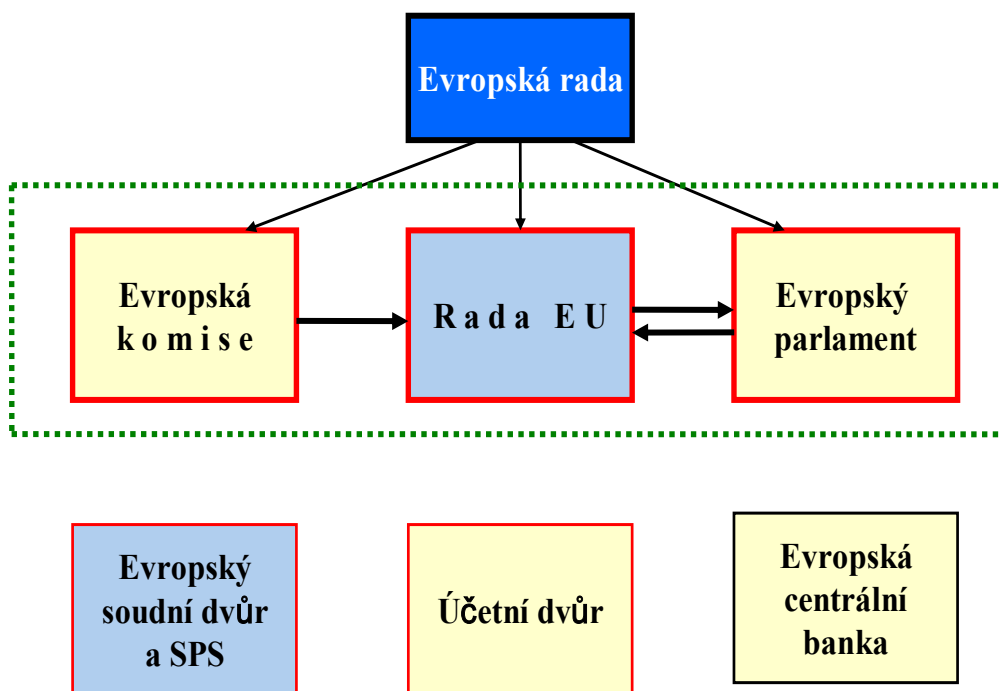 Evropská rada
Evropská
k o m i s e
R a d a E U
Evropský
parlament
Evropský
soudní dvůr
a SPS
Účetní dvůr
Evropská
centrální
banka